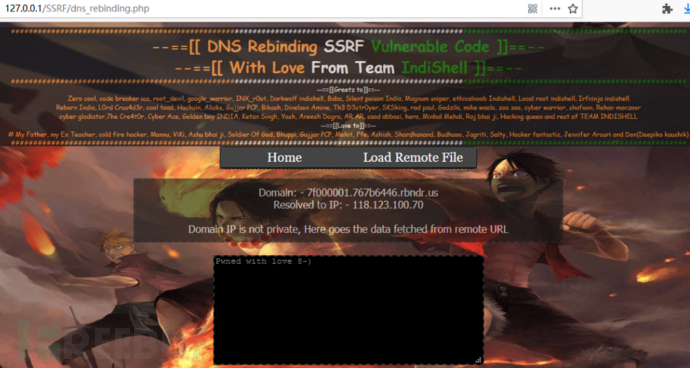 127.0.0.1/SSRF/dns_rebinding.php
--==[[ DNS Rebinding SSRF Vulnerable Code ]]==--
--==[[ With Love From Team IndiShell ]]==--
--==[[Greetz to]]==--
Zero cool, code breaker ica, root_devil, google_warrior, INX_r0ot, Darkwolf indishell, Baba, Silent poison India, Magnum sniper, ethicalnoob Indishell, Local root indishell, Irfninja indishell
Reborn India, L0rd Crus4d3r, cool toad, Hackuin, Alicks, Gujjar PCP, Bikash, Dinelson Amine, Th3 D3str0yer, SKSking, rad paul, Godzila, mike waals, zoo zoo, cyber warrior, shafoon, Rehan manzoor
cyber gladiator,7he Cre4t0r, Cyber Ace, Golden boy INDIA, Ketan Singh, Yash, Aneesh Dogra, AR AR, saad abbasi, hero, Minhal Mehdi, Raj bhai ji, Hacking queen and rest of TEAM INDISHELL
--==[[Love to]]==--
# My Father, my Ex Teacher, cold fire hacker, Mannu, ViKi, Ashu bhai ji, Soldier Of God, Bhuppi, Gujjar PCP, Mohit, Ffe, Ashish, Shardhanand, Budhaoo, Jagriti, Salty, Hacker fantastic, Jennifer Arcuri and Don(Deepika kaushik)
Home Load Remote File
Domain: - 7f000001.767b6446.rbndr.us
Resolved to IP: - 118.123.100.70
Domain IP is not private, Here goes the data fetched from remote URL
Pwned with love 8-)